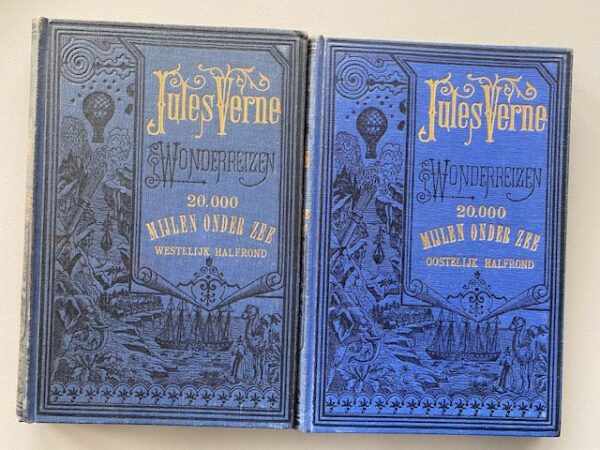 Jules Verne
WONDERREIZEN
20.000
MIJLEN ONDER ZEE
WESTELIJK HALFROND
Jules Verne
WONDERREIZEN
20.000
MIJLEN ONDER ZEE
OOSTELIJK HALFROND